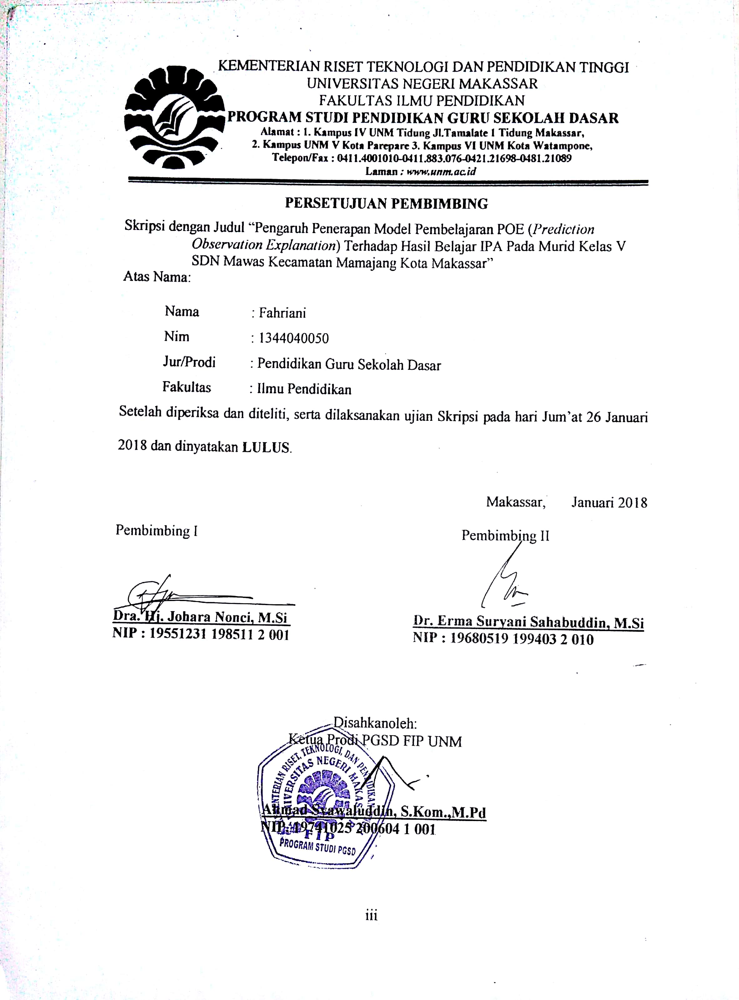 KEMENTERIAN RISET TEKNOLOGI DAN PENDIDIKAN TINGGI
UNIVERSITAS NEGERI MAKASSAR
FAKULTAS ILMU PENDIDIKAN
PROGRAM STUDI PENDIDIKAN GURU SEKOLAH DASAR
Alamat : 1. Kampus IV UNM Tidung Jl.Tamalate 1 Tidung Makassar,
2. Kampus UNM V Kota Parepare 3. Kampus VI UNM Kota Watampone,
Telepon/Fax : 0411.4001010-0411.883.076-0421.21698-0481.21089
Laman : www.unm.ac.id
PERSETUJUAN PEMBIMBING
Skripsi dengan Judul “Pengaruh Penerapan Model Pembelajaran POE (Prediction
Observation Explanation) Terhadap Hasil Belajar IPA Pada Murid Kelas V
SDN Mawas Kecamatan Mamajang Kota Makassar”
Atas Nama:
Nama : Fahriani
Nim : 1344040050
Jur/Prodi : Pendidikan Guru Sekolah Dasar
Fakultas : Ilmu Pendidikan
Setelah diperiksa dan diteliti, serta dilaksanakan ujian Skripsi pada hari Jum’at 26 Januari
2018 dan dinyatakan LULUS.
Makassar, Januari 2018
Pembimbing I Pembimbing II
Dra. Hj. Johara Nonci, M.Si Dr. Erma Suryani Sahabuddin, M.Si
NIP : 19551231 198511 2 001 NIP : 19680519 199403 2 010
Disahkanoleh:
Ketua Prodi PGSD FIP UNM
RISET, TEKNOLOGI, DAN
UNIVERSITAS NEGERI
Ahmad Syawaluddin, S.Kom.,M.Pd
NIP: 19741025 200604 1 001
FIP
PROGRAM STUDI PGSD
iii